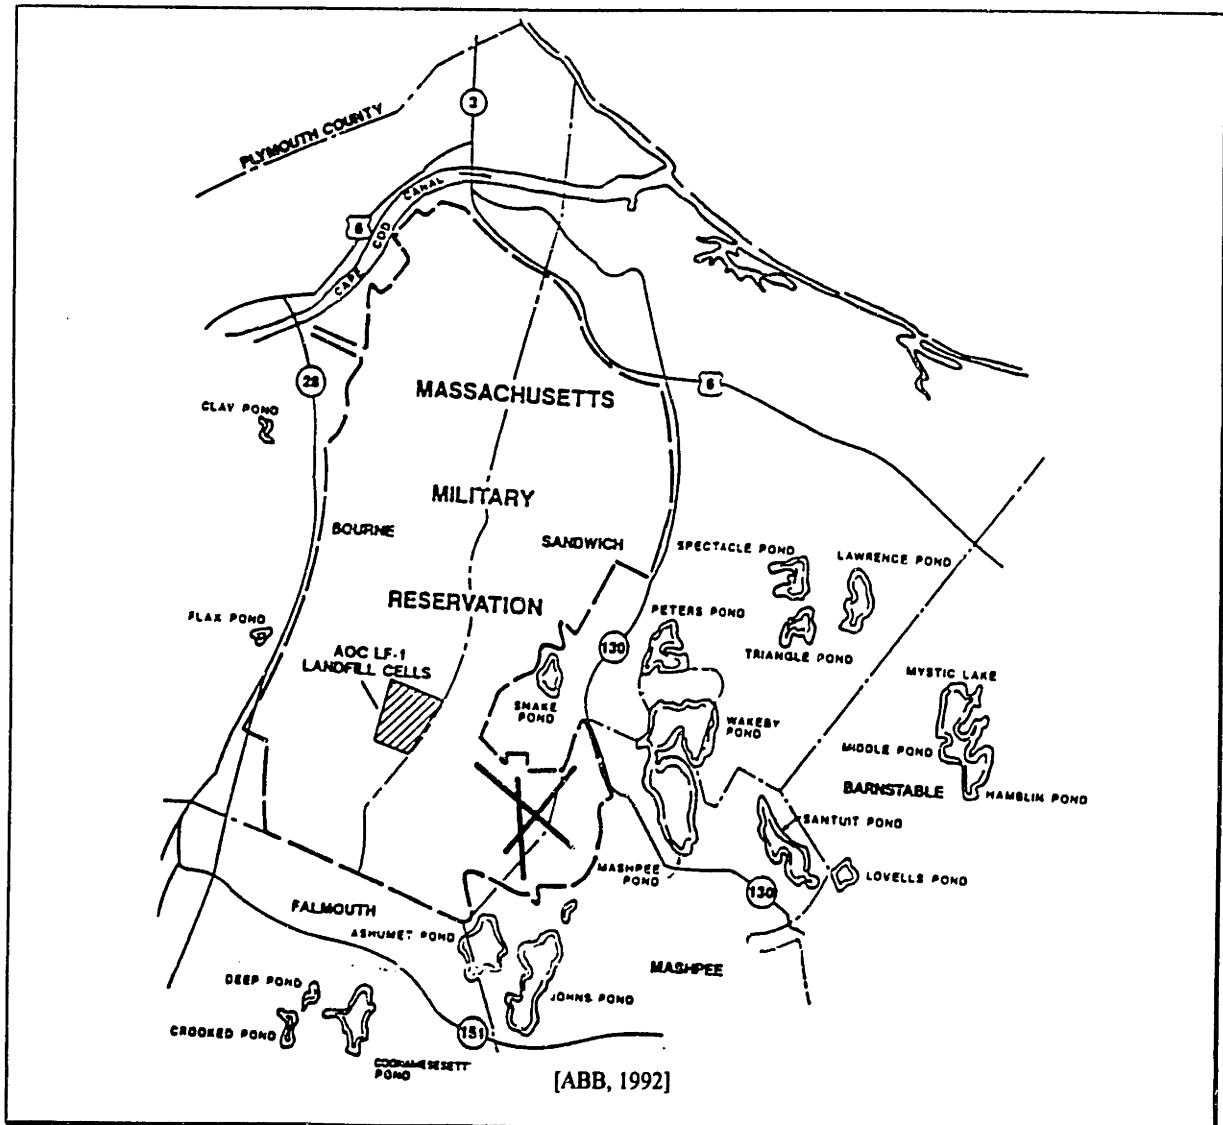 3
PLYMOUTH COUNTY
6
CAPE COD CANAL
28
CLAY POND
MASSACHUSETTS
6
MILITARY
BOURNE
SANDWICH
SPECTACLE POND
LAWRENCE POND
RESERVATION
PETERS POND
FLAX POND
130
TRIANGLE POND
AOC LF-1
LANDFILL CELLS
MYSTIC LAKE
SNAKE
POND
WAKEBY
POND
MIDDLE POND
BARNSTABLE
HAMBLIN POND
SANTUIT POND
MASHPEE
POND
LOVELLS POND
130
FALMOUTH
ASHUMET POND
MASHPEE
DEEP POND
JOHNS POND
CROOKED POND
151
POND
[ABB, 1992]